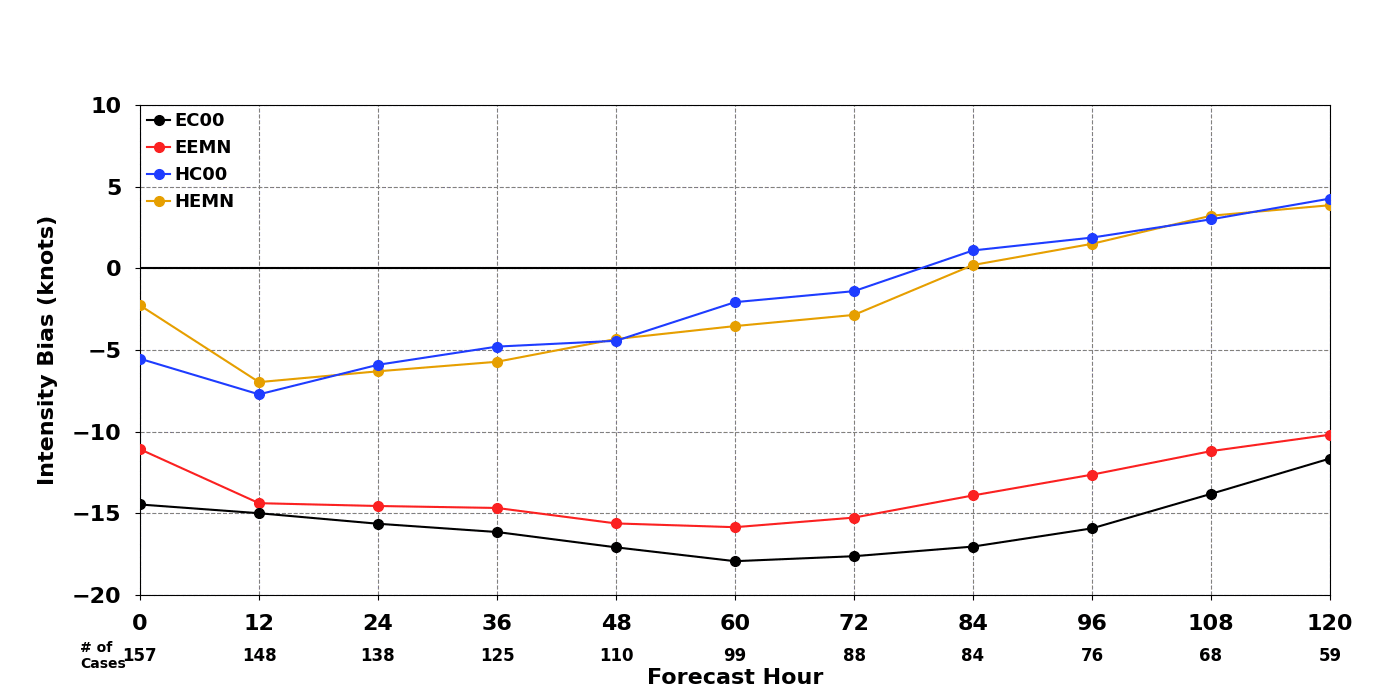 10
5
0
−5
−10
−15
−20
Intensity Bias (knots)
EC00
EEMN
HC00
HEMN
0 12 24 36 48 60 72 84 96 108 120
# of
Cases
157 148 138 125 110 99 88 84 76 68 59
Forecast Hour